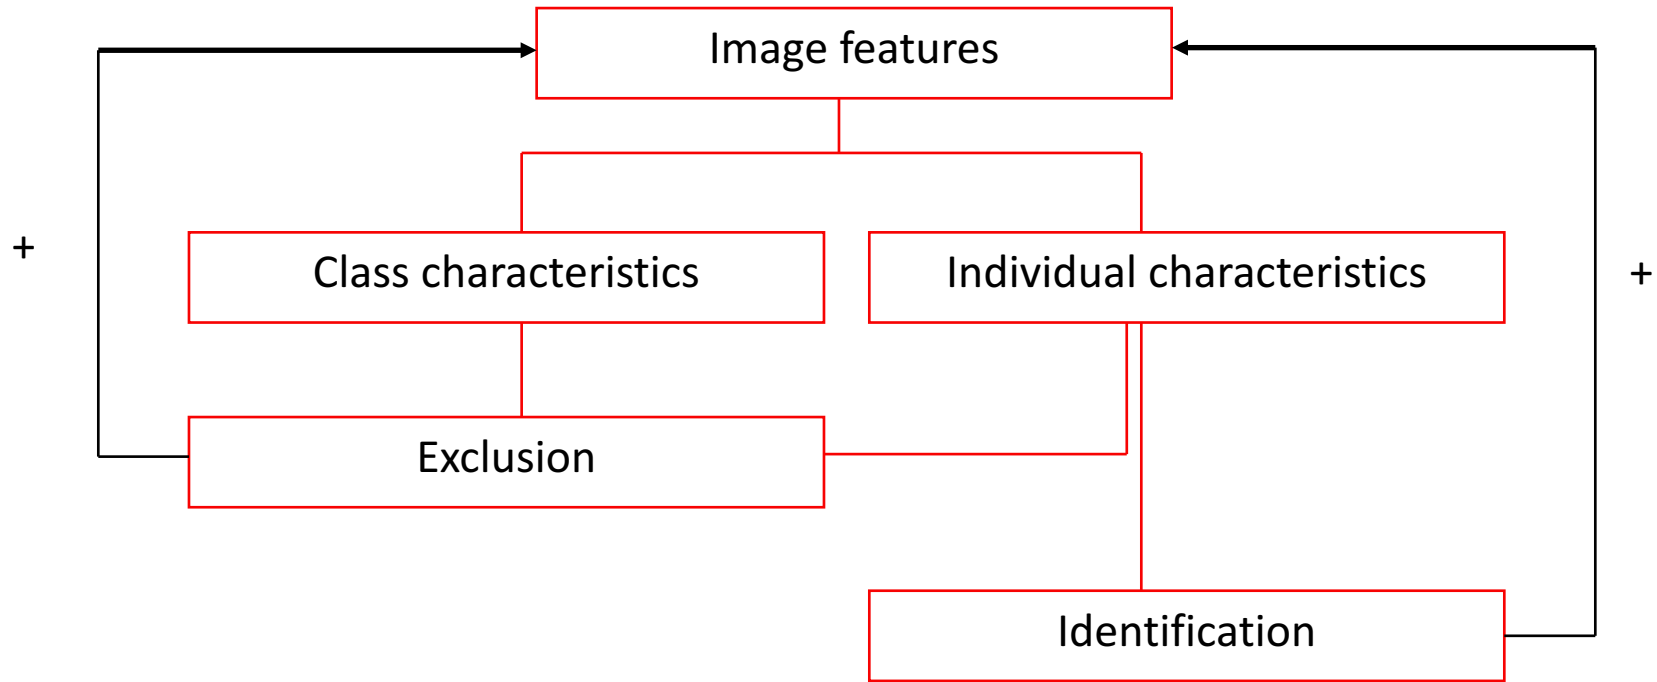 Image features
+
Class characteristics
Individual characteristics
+
Exclusion
Identification